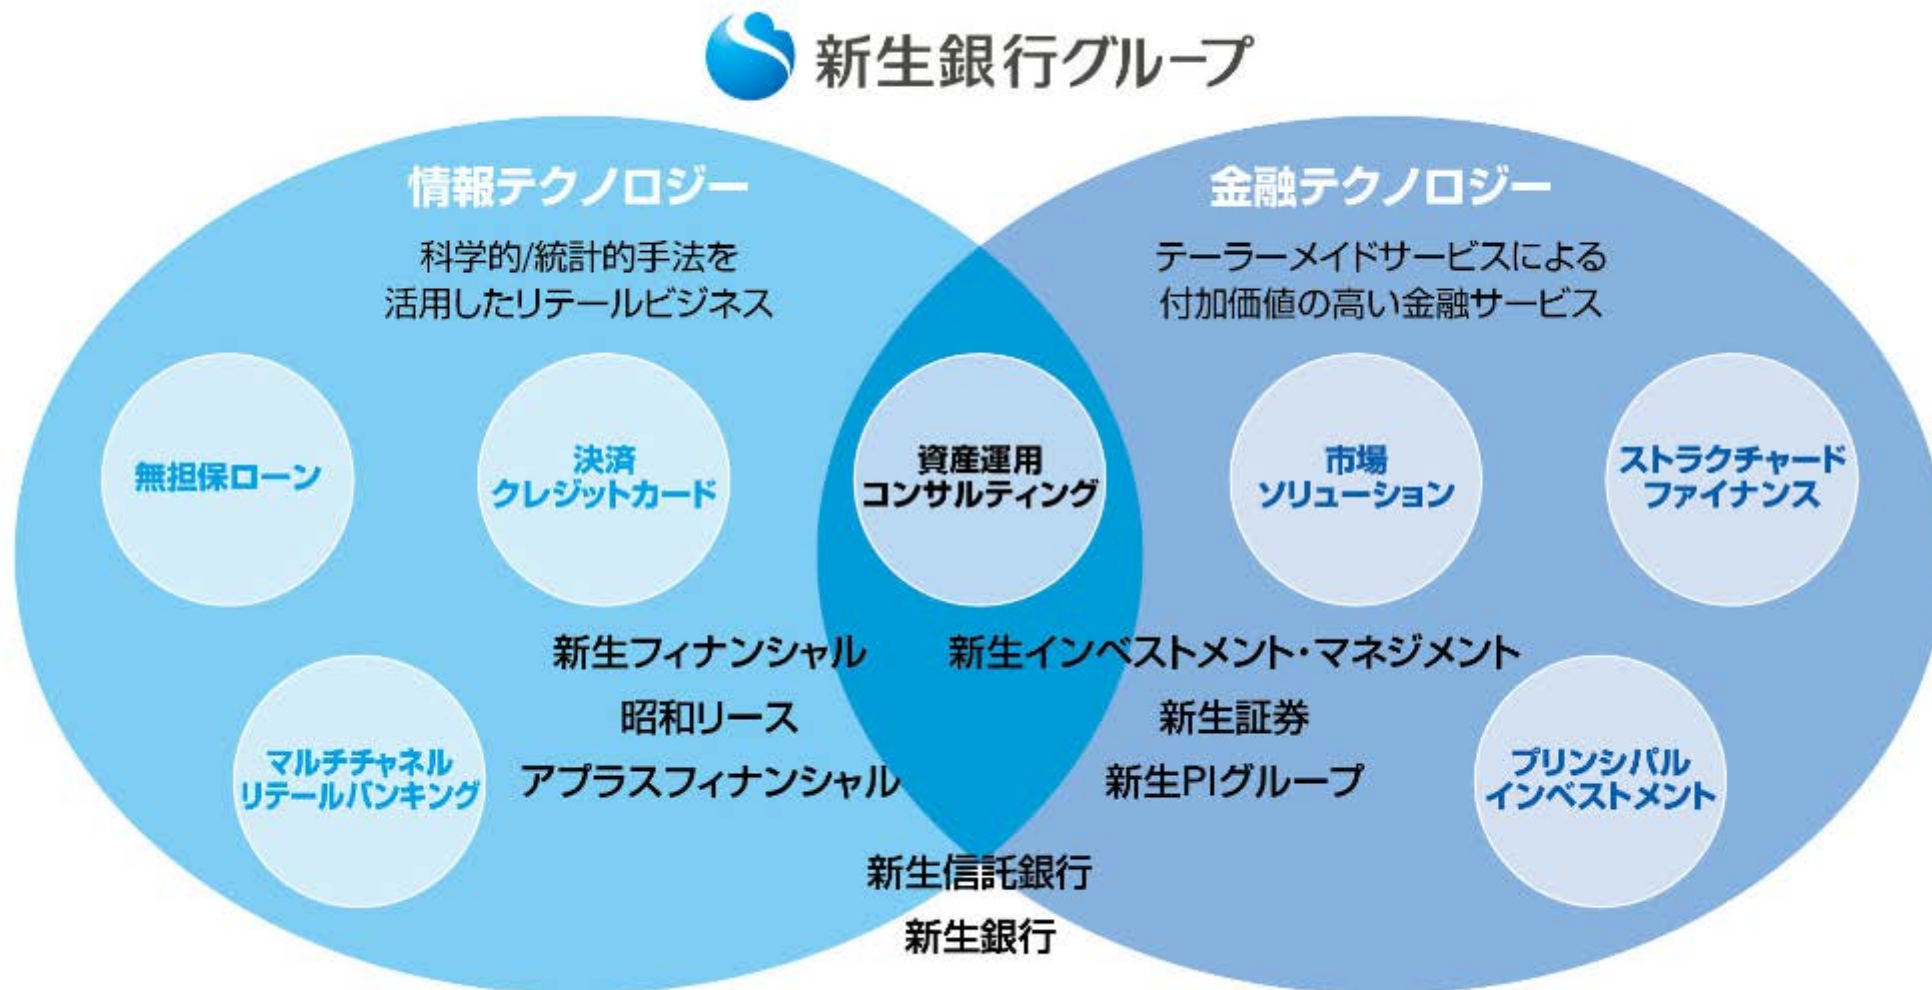 新生銀行グループ
情報テクノロジー
科学的/統計的手法を
活用したリテールビジネス
金融テクノロジー
テーラーメイドサービスによる
付加価値の高い金融サービス
無担保ローン
決済
クレジットカード
資産運用
コンサルティング
市場
ソリューション
ストラクチャード
ファイナンス
マルチチャネル
リテールバンキング
新生フィナンシャル
昭和リース
アプラスフィナンシャル
新生インベストメント・マネジメント
新生証券
新生PIグループ
プリンシパル
インベストメント
新生信託銀行
新生銀行